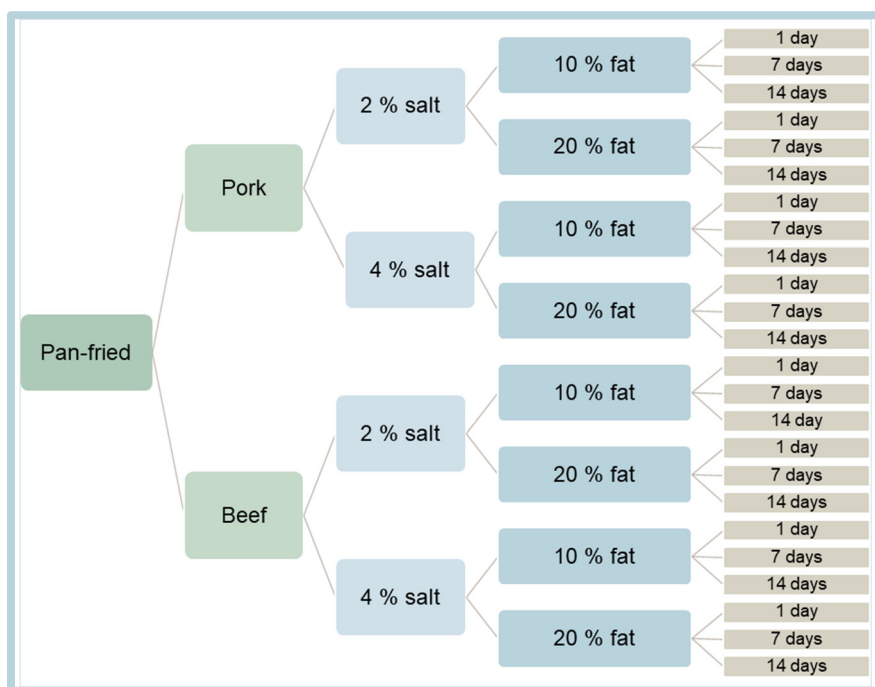 Pan-fried
Pork
2 % salt
10 % fat
1 day
7 days
14 days
20 % fat
1 day
7 days
14 days
4 % salt
10 % fat
1 day
7 days
14 days
20 % fat
1 day
7 days
14 days
Beef
2 % salt
10 % fat
1 day
7 days
14 day
20 % fat
1 day
7 days
14 days
4 % salt
10 % fat
1 day
7 days
14 days
20 % fat
1 day
7 days
14 days